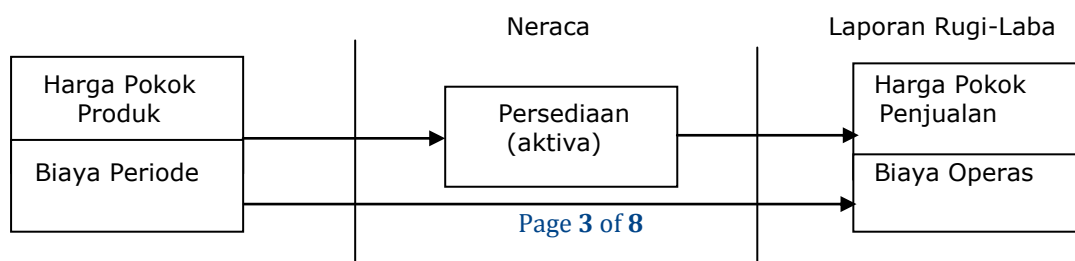 Neraca
Laporan Rugi-Laba
Harga Pokok
Produk
Biaya Periode
Persediaan
(aktiva)
Harga Pokok
Penjualan
Biaya Operas
Page 3 of 8